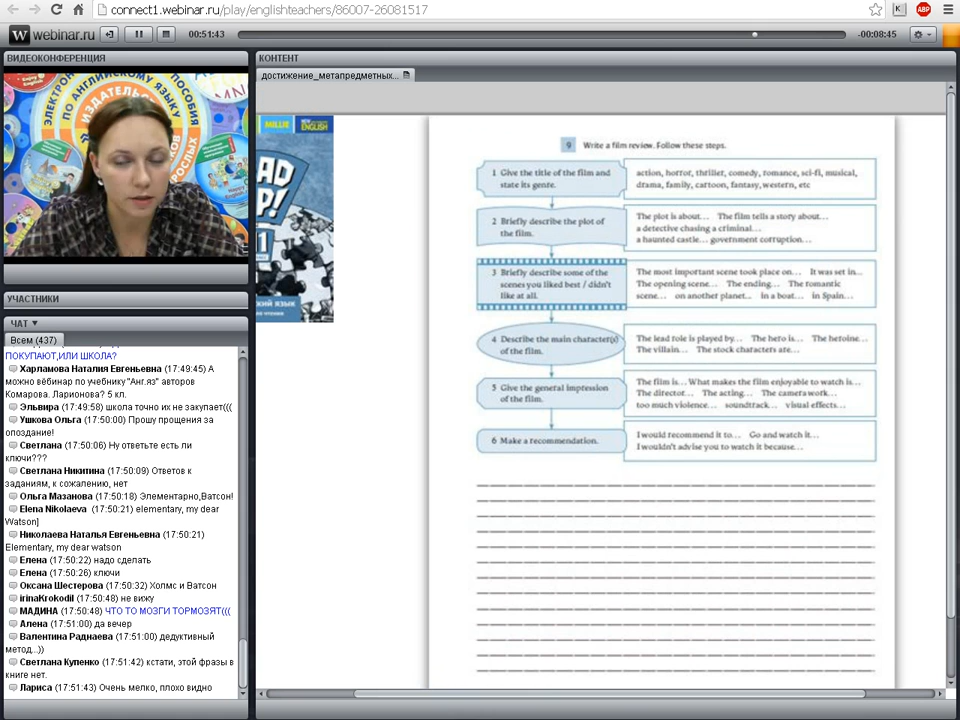 connect1.webinar.ru/play/englishteachers/86007-26081517
K
ABP
W webinar.ru
00:51:43
-00:08:45
ВИДЕОКОНФЕРЕНЦИЯ
ЭЛЕКТРОННЫЕ
ПОСОБИЯ
ПО АНГЛИЙСКОМУ ЯЗЫКУ
ИЗДАТЕЛЬСТВО
УЧАСТНИКИ
ЧАТ
Всем (437)
ПОКУПАЮТ,ИЛИ ШКОЛА?
Харламова Наталия Евгеньевна (17:49:45) А
можно вёбинар по учебнику"Анг.яз" авторов
Комарова. Ларионова? 5 кл.
Эльвира (17:49:58) школа точно их не закупает(((
Ушкова Ольга (17:50:00) Прошу прощения за
опоздание!
Светлана (17:50:06) Ну ответьте есть ли
ключи???
Светлана Никитина (17:50:09) Ответов к
заданиям, к сожалению, нет
Ольга Мазанова (17:50:18) Элементарно,Ватсон!
Elena Nikolaeva (17:50:21) elementary, my dear
Watson]
Николаева Наталья Евгеньевна (17:50:21)
Elementary, my dear watson
Елена (17:50:22) надо сделать
Елена (17:50:26) ключи
Оксана Шестерова (17:50:32) Холмс и Ватсон
irinaKrokodil (17:50:48) не вижу
МАДИНА (17:50:48) ЧТО ТО МОЗГИ ТОРМОЗЯТ(((
Алена (17:51:00) да вечер
Валентина Раднаева (17:51:00) дедуктивный
метод...))
Светлана Купенко (17:51:42) кстати, этой фразы в
книге нет.
Лариса (17:51:43) Очень мелко, плохо видно
КОНТЕНТ
достижение_метапредметных...
MILLIE
NEW
ENGLISH
AD
P!
1
9 Write a film review. Follow these steps.
1 Give the title of the film and
state its genre.
action, horror, thriller, comedy, romance, sci-fi, musical,
drama, family, cartoon, fantasy, western, etc
2 Briefly describe the plot of
the film.
The plot is about... The film tells a story about...
a detective chasing a criminal...
a haunted castle... government corruption...
3 Briefly describe some of the
scenes you liked best / didn't
like at all.
The most important scene took place on... It was set in...
The opening scene... The ending... The romantic
scene... on another planet... in a boat... in Spain...
4 Describe the main character(s)
of the film.
The lead role is played by... The hero is... The heroine...
The villain... The stock characters are...
5 Give the general impression
of the film.
The film is... What makes the film enjoyable to watch is...
The director... The acting... The camera work...
too much violence... soundtrack... visual effects...
6 Make a recommendation.
I would recommend it to... Go and watch it...
I wouldn't advise you to watch it because...